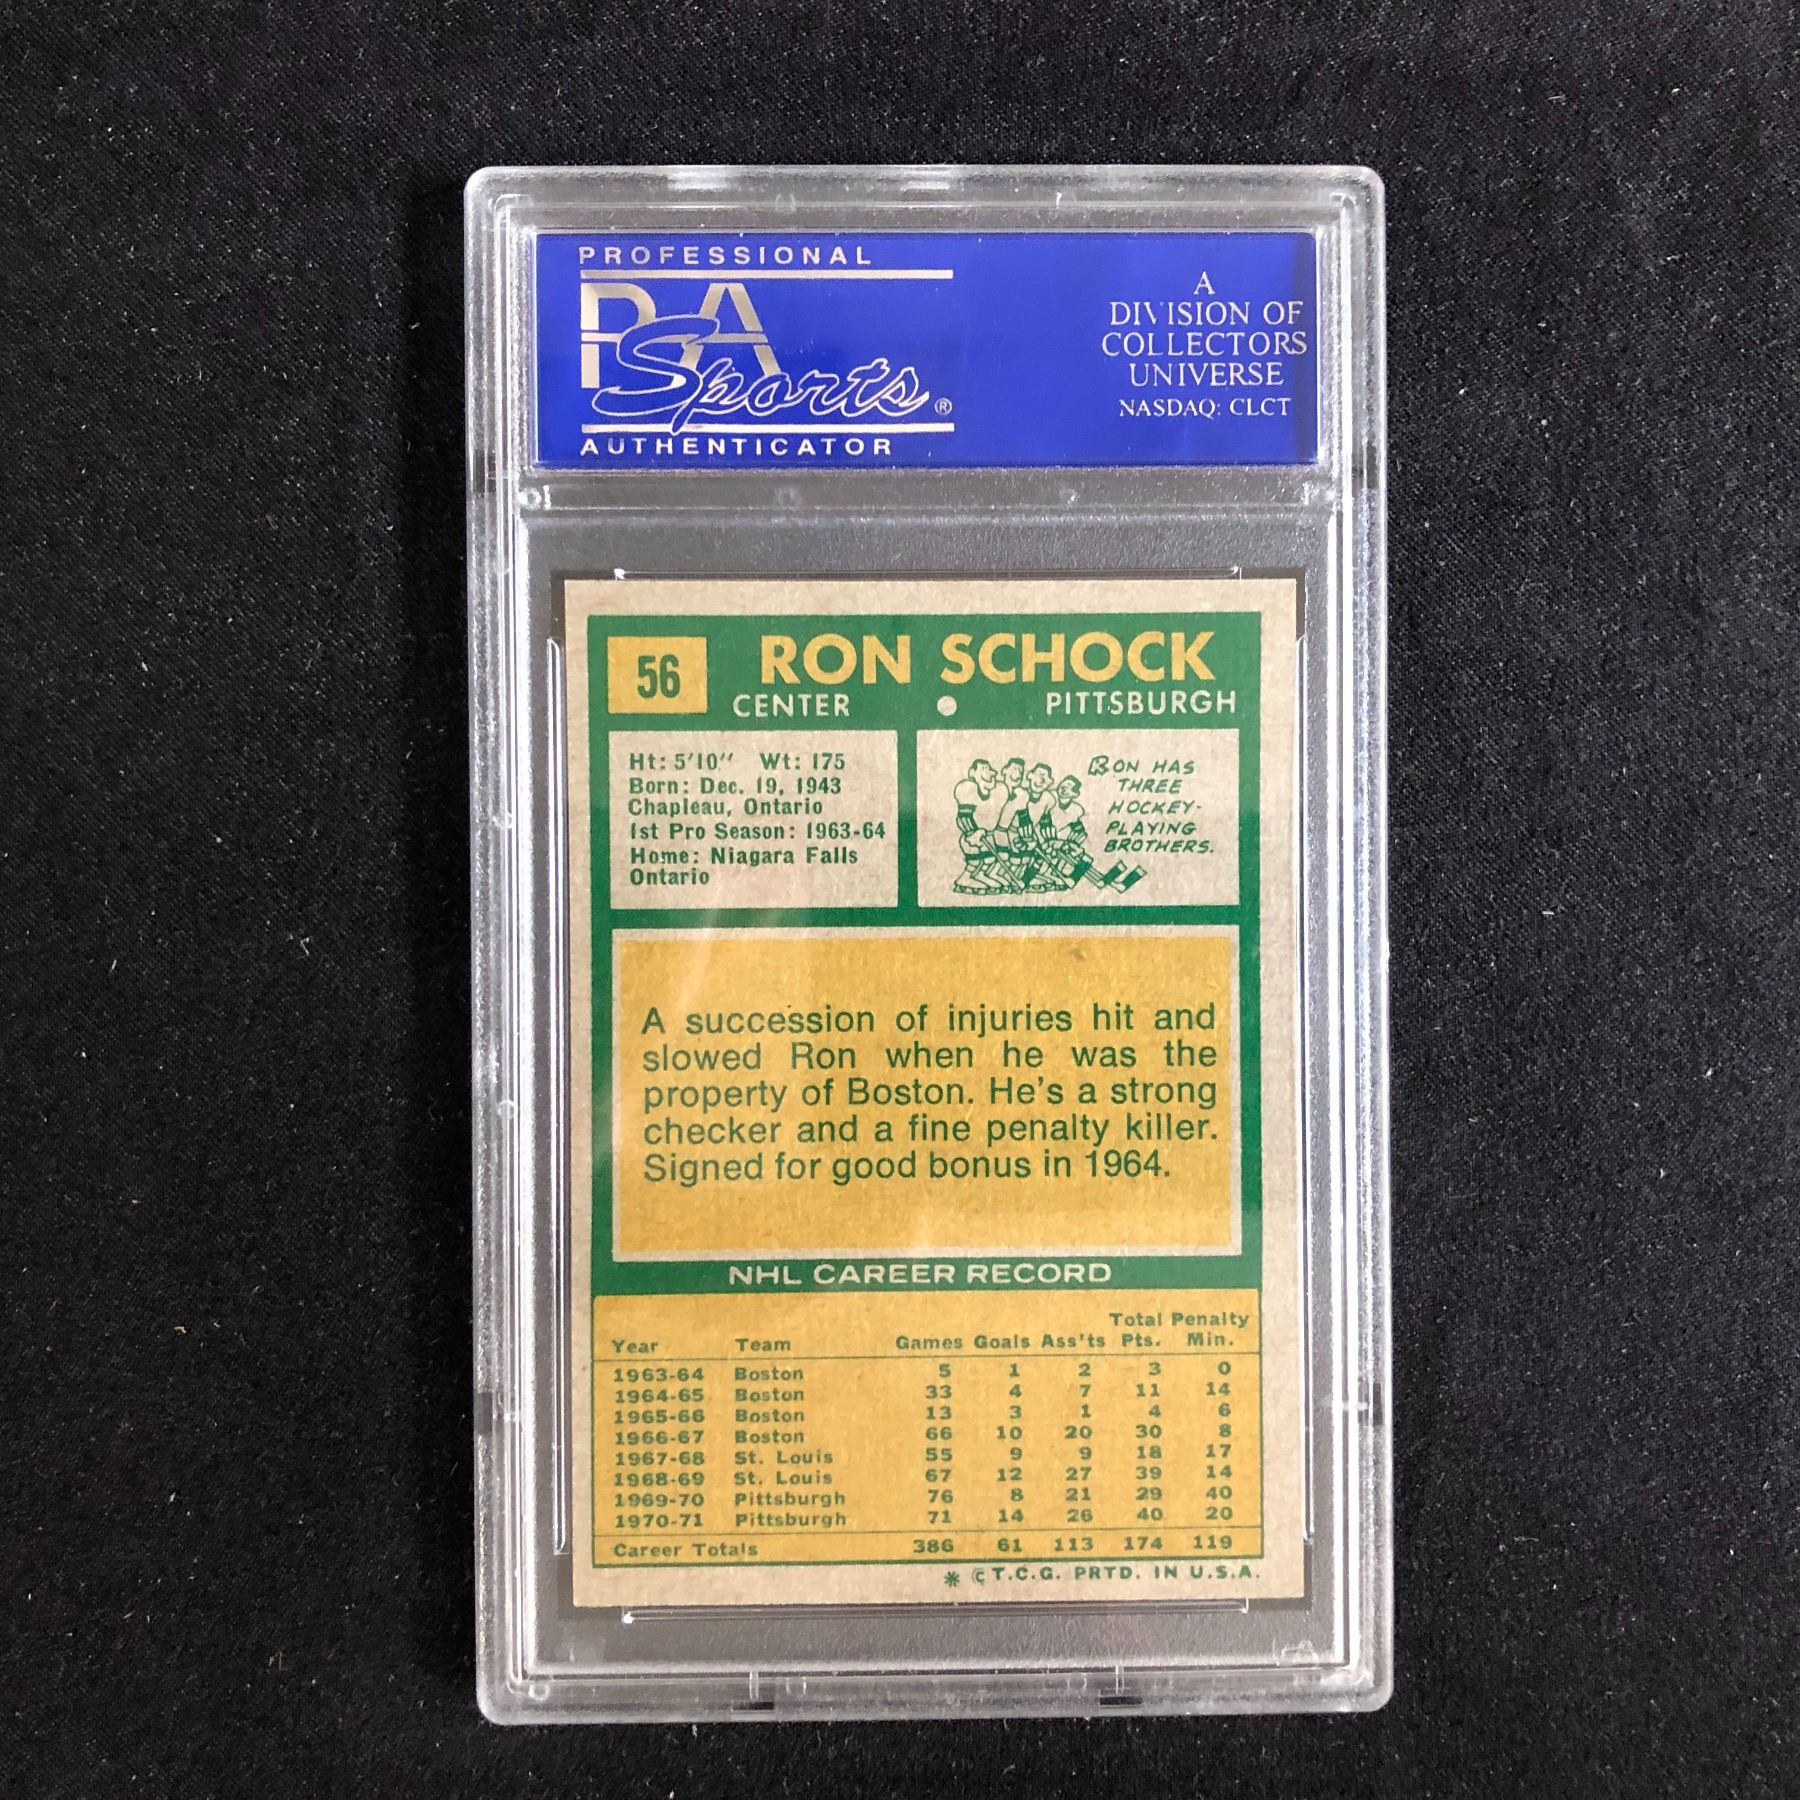 PROFESSIONAL
PSA
Sports®
AUTHENTICATOR
A
DIVISION OF
COLLECTORS
UNIVERSE
NASDAQ: CLCT
56
RON SCHOCK
CENTER PITTSBURGH
Ht: 5'10" Wt: 175
Born: Dec. 19, 1943
Chapleau, Ontario
1st Pro Season: 1963-64
Home: Niagara Falls
Ontario
RON HAS
THREE
HOCKEY-
PLAYING
BROTHERS.
A succession of injuries hit and
slowed Ron when he was the
property of Boston. He's a strong
checker and a fine penalty killer.
Signed for good bonus in 1964.
NHL CAREER RECORD
Year Team Games Goals Ass'ts Total Pts. Penalty Min.
1963-64 Boston 5 1 2 3 0
1964-65 Boston 33 4 7 11 14
1965-66 Boston 13 3 1 4 6
1966-67 Boston 66 10 20 30 8
1967-68 St. Louis 55 9 9 18 17
1968-69 St. Louis 67 12 27 39 14
1969-70 Pittsburgh 76 8 21 29 40
1970-71 Pittsburgh 71 14 26 40 20
Career Totals 386 61 113 174 119
* © T.C.G. PRTD. IN U.S.A.